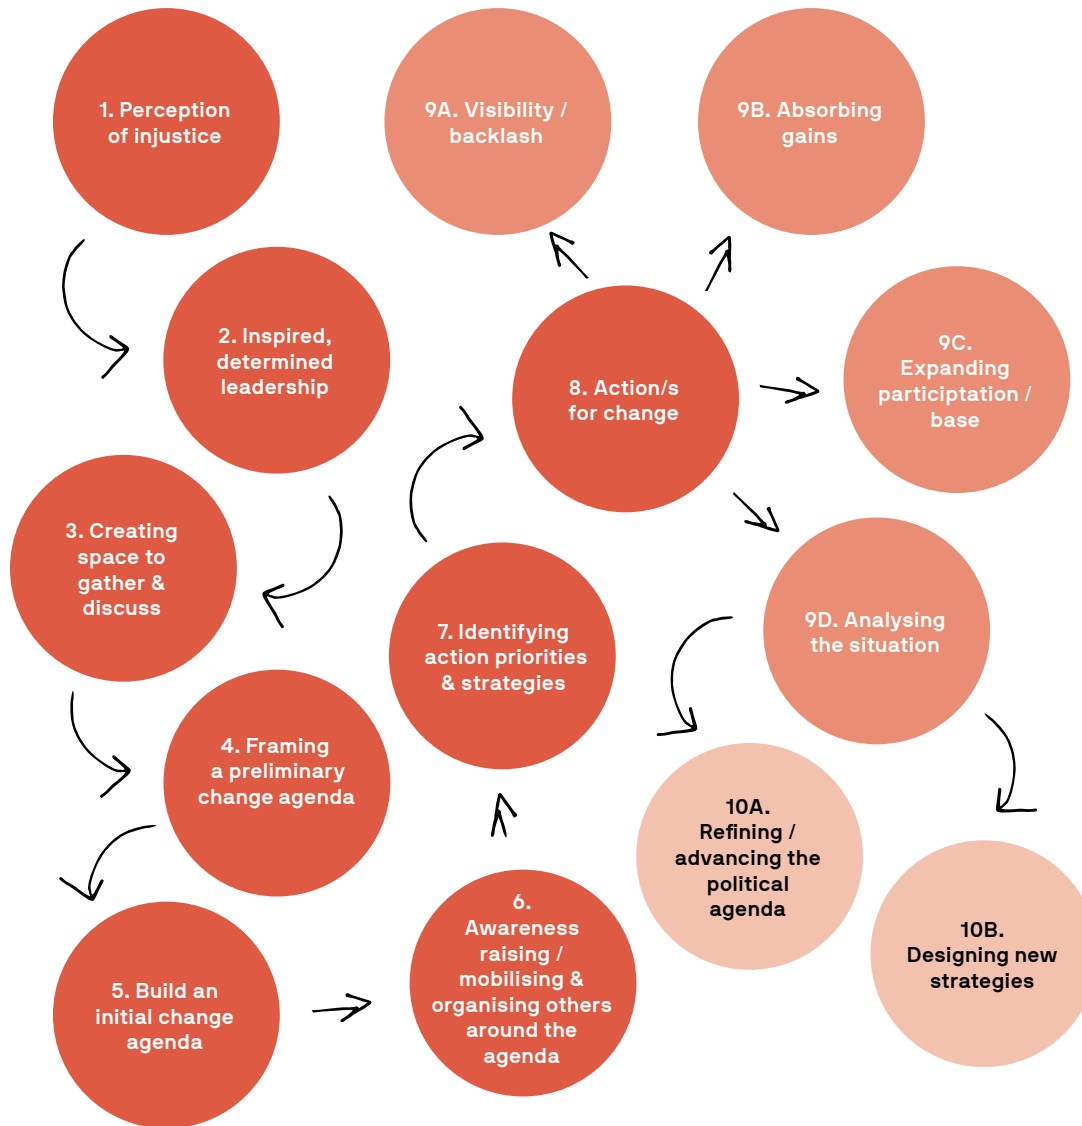 1. Perception
of injustice
2. Inspired,
determined
leadership
3. Creating
space to
gather &
discuss
4. Framing
a preliminary
change agenda
5. Build an
initial change
agenda
6.
Awareness
raising /
mobilising &
organising others
around the
agenda
7. Identifying
action priorities
& strategies
8. Action/s
for change
9A. Visibility /
backlash
9B. Absorbing
gains
9C.
Expanding
participtation /
base
9D. Analysing
the situation
10A.
Refining /
advancing the
political
agenda
10B.
Designing new
strategies